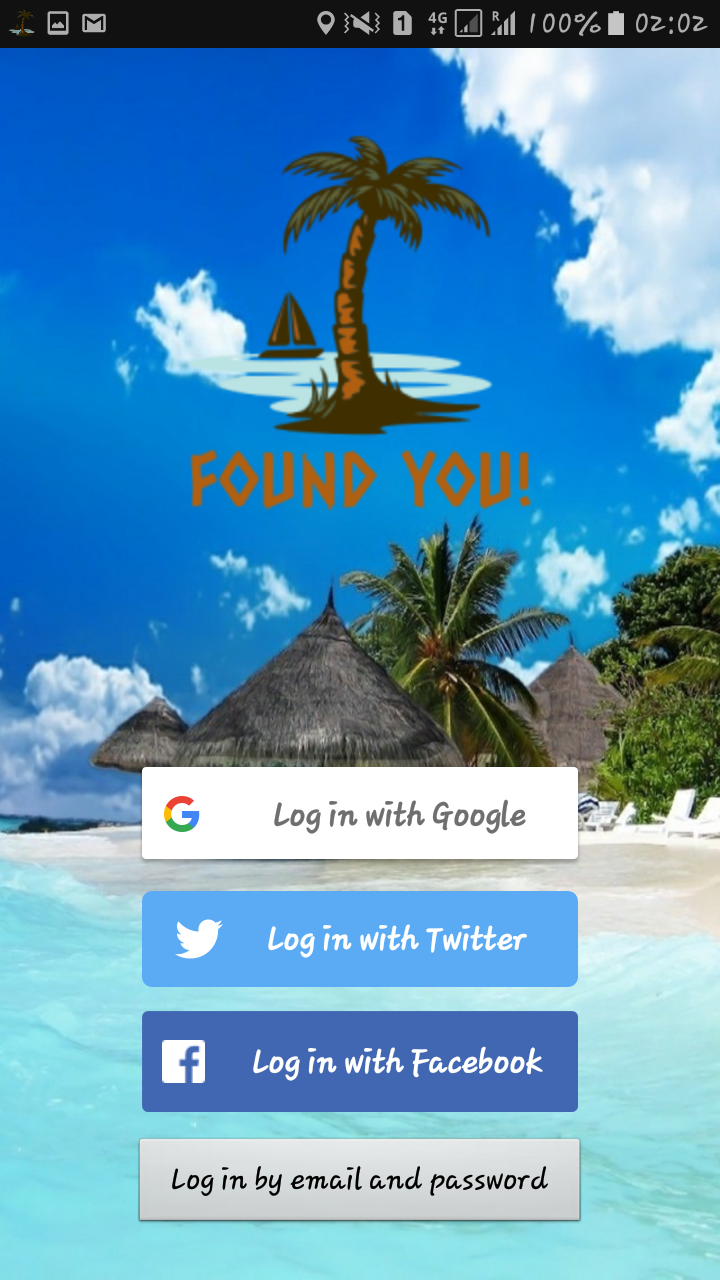 1 4G R 100% 02:02
FOUND YOU!
Log in with Google
Log in with Twitter
Log in with Facebook
Log in by email and password